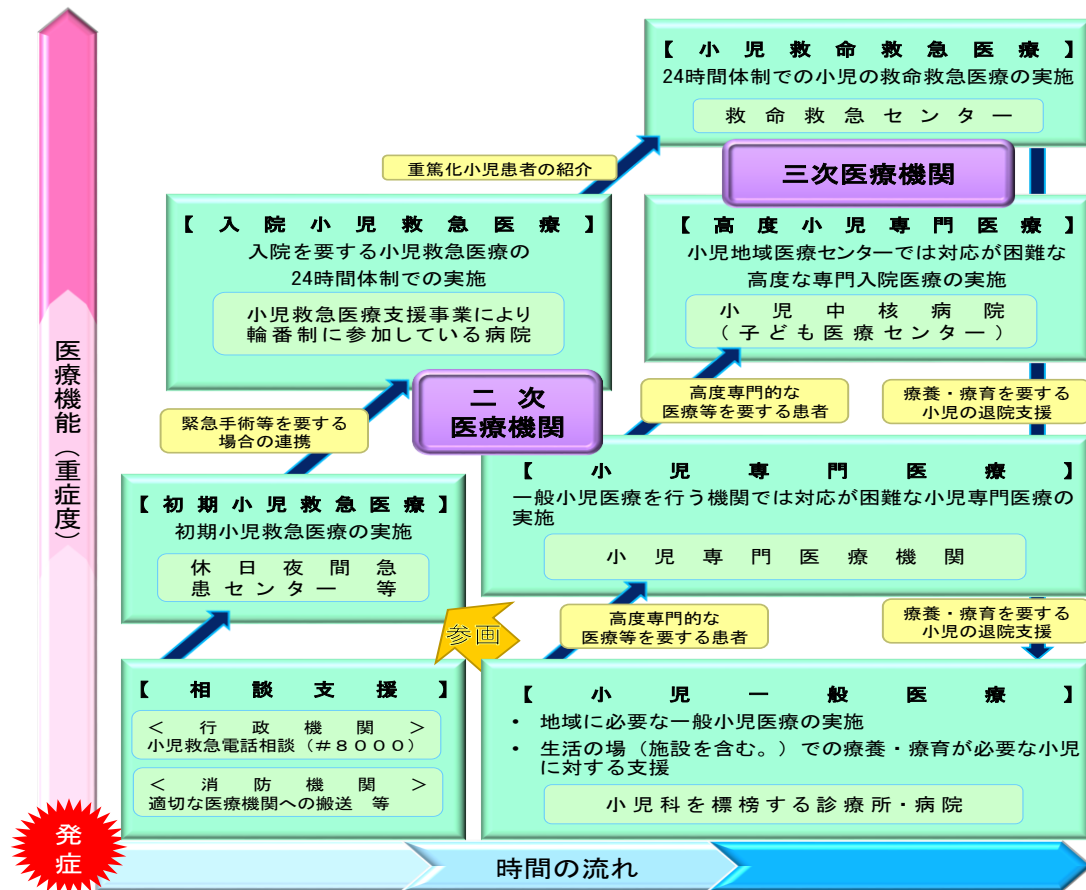 【小児救命救急医療】
24時間体制での小児の救命救急医療の実施
救命救急センター
三次医療機関
重篤化小児患者の紹介
【入院小児救急医療】
入院を要する小児救急医療の
24時間体制での実施
小児救急医療支援事業により
輪番制に参加している病院
【高度小児専門医療】
小児地域医療センターでは対応が困難な
高度な専門入院医療の実施
小児中核病院
（子ども医療センター）
二次
医療機関
高度専門的な
医療等を要する患者
療養・療育を要する
小児の退院支援
緊急手術等を要する
場合の連携
【小児専門医療】
一般小児医療を行う機関では対応が困難な小児専門医療の
実施
小児専門医療機関
【初期小児救急医療】
初期小児救急医療の実施
休日夜間急
患センター等
参画
高度専門的な
医療等を要する患者
療養・療育を要する
小児の退院支援
【相談支援】
＜行政機関＞
小児救急電話相談（＃8000）
＜消防機関＞
適切な医療機関への搬送 等
【小児一般医療】
・ 地域に必要な一般小児医療の実施
・ 生活の場（施設を含む。）での療養・療育が必要な小児
に対する支援
小児科を標榜する診療所・病院
医療機能（重症度）
発
症
時間の流れ